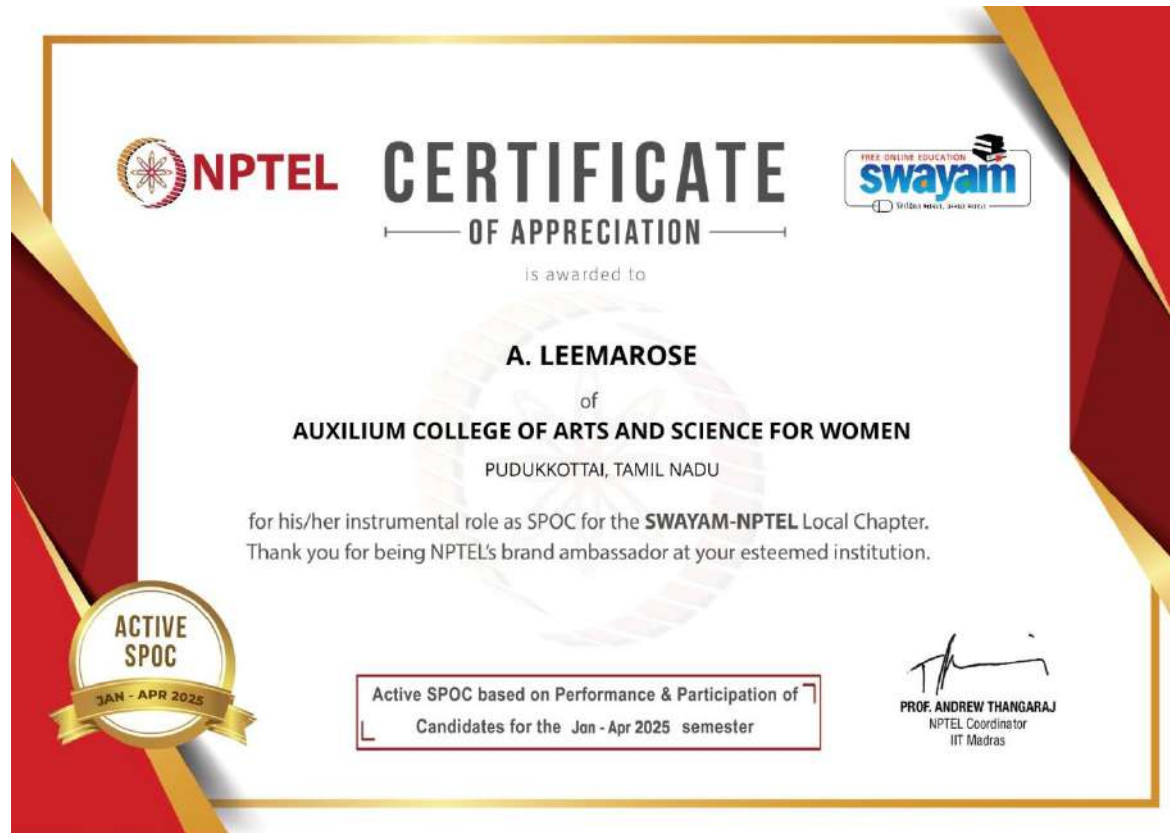 NPTEL
CERTIFICATE
OF APPRECIATION
FREE ONLINE EDUCATION
swayam
is awarded to
A. LEEMAROSE
of
AUXILIUM COLLEGE OF ARTS AND SCIENCE FOR WOMEN
PUDUKKOTTAI, TAMIL NADU
for his/her instrumental role as SPOC for the SWAYAM-NPTEL Local Chapter.
Thank you for being NPTEL's brand ambassador at your esteemed institution.
ACTIVE
SPOC
JAN - APR 2025
Active SPOC based on Performance & Participation of
Candidates for the Jan - Apr 2025 semester
PROF. ANDREW THANGARAJ
NPTEL Coordinator
IIT Madras